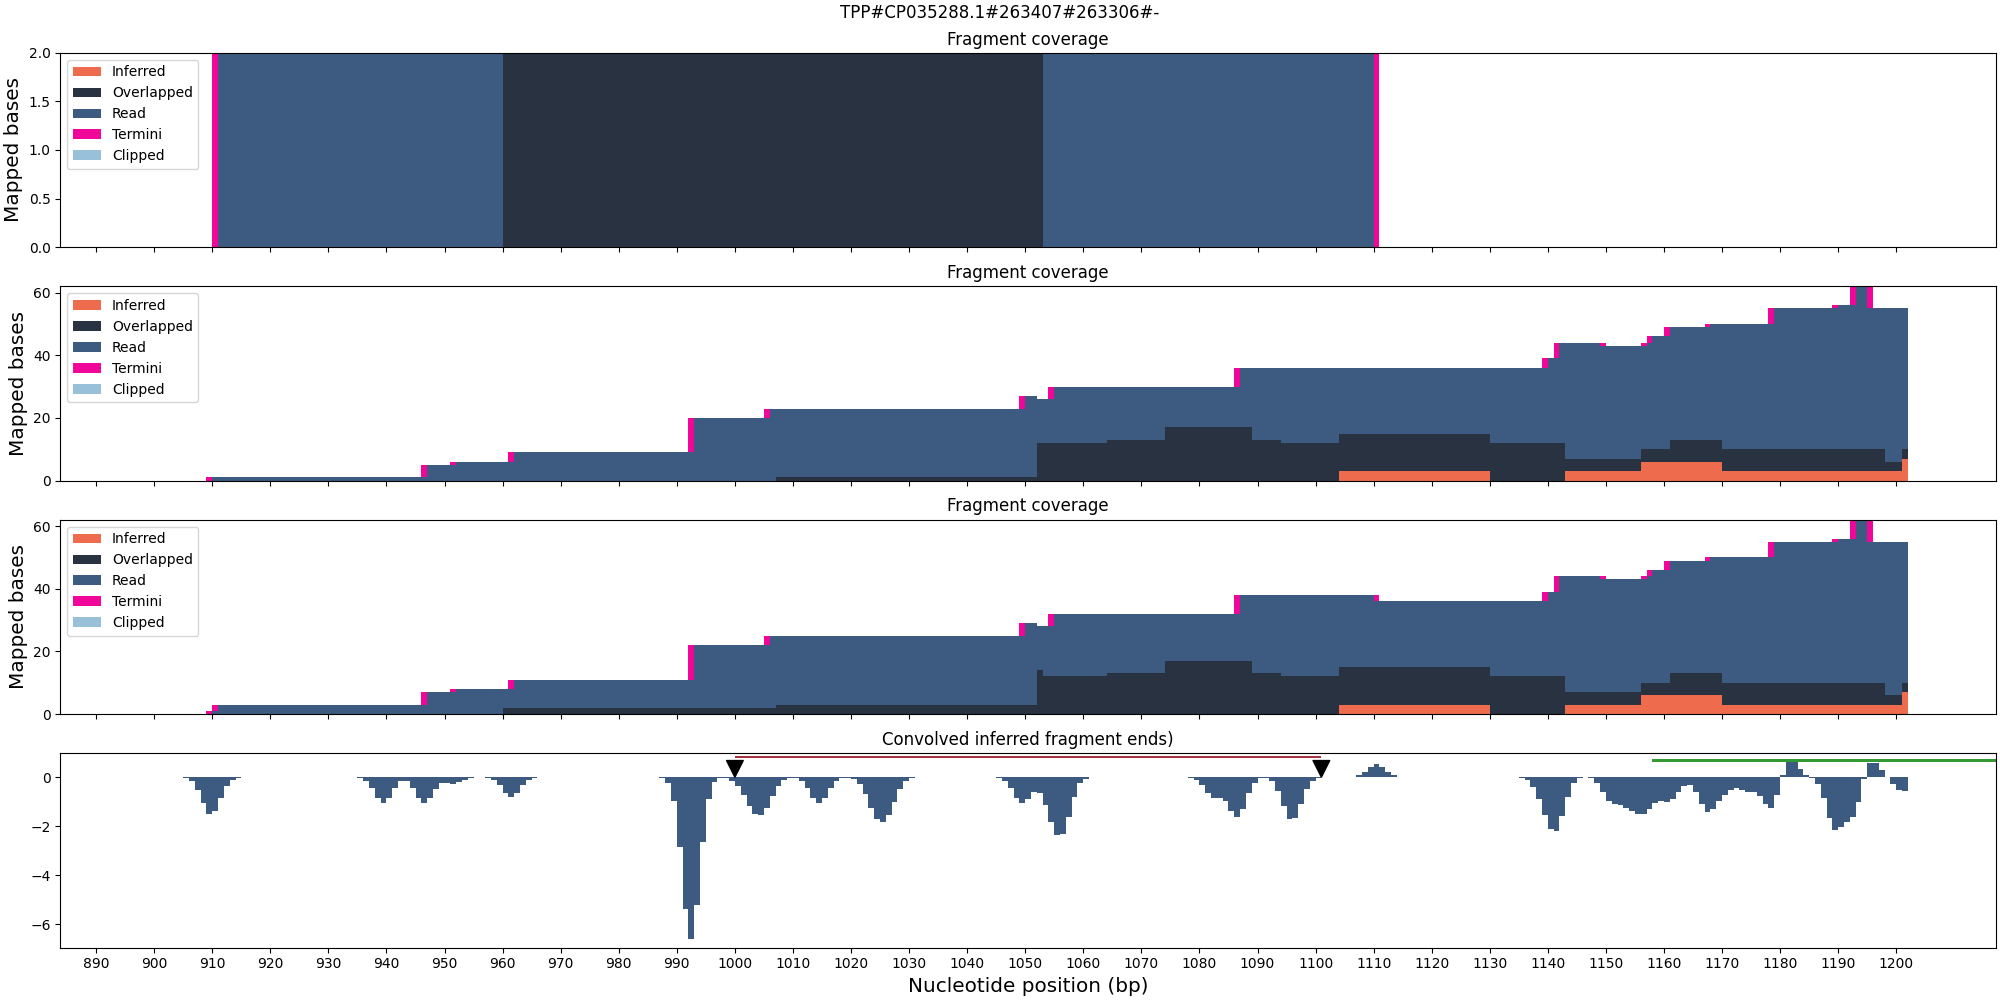 TPP#CP035288.1#263407#263306#-
Fragment coverage
Mapped bases
2.0
1.5
1.0
0.5
0.0
Inferred
Overlapped
Read
Termini
Clipped
Fragment coverage
Mapped bases
60
40
20
0
Inferred
Overlapped
Read
Termini
Clipped
Fragment coverage
Mapped bases
60
40
20
0
Inferred
Overlapped
Read
Termini
Clipped
Convolved inferred fragment ends)
0
−2
−4
−6
890 900 910 920 930 940 950 960 970 980 990 1000 1010 1020 1030 1040 1050 1060 1070 1080 1090 1100 1110 1120 1130 1140 1150 1160 1170 1180 1190 1200
Nucleotide position (bp)